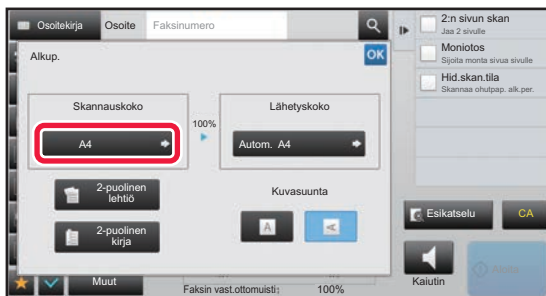 Osoitekirja
Osoite
Faksinumero
2:n sivun skan
Jaa 2 sivulle
Moniotos
Sijoita monta sivua sivulle
Hid.skan.tila
Skannaa ohutpap. alk.per.
Alkup.
OK
Skannauskoko
100%
Lähetyskoko
A4
Autom. A4
2-puolinen
lehtiö
2-puolinen
kirja
Kuvasuunta
A
A
Esikatselu
CA
Muut
Faksin vast.ottomuisti:
100%
Kaiutin